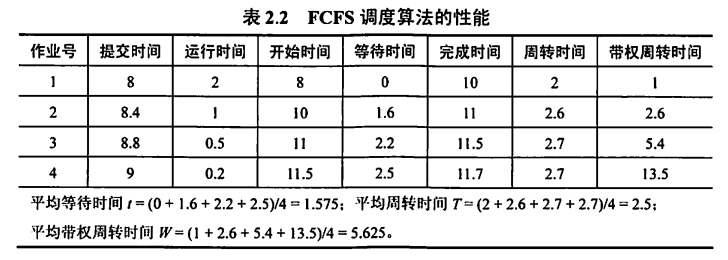 表 2.2 FCFS 调度算法的性能
作业号 提交时间 运行时间 开始时间 等待时间 完成时间 周转时间 带权周转时间
1 8 2 8 0 10 2 1
2 8.4 1 10 1.6 11 2.6 2.6
3 8.8 0.5 11 2.2 11.5 2.7 5.4
4 9 0.2 11.5 2.5 11.7 2.7 13.5
平均等待时间 t = (0 + 1.6 + 2.2 + 2.5)/4 = 1.575；平均周转时间 T = (2 + 2.6 + 2.7 + 2.7)/4 = 2.5；
平均带权周转时间 W = (1 + 2.6 + 5.4 + 13.5)/4 = 5.625。